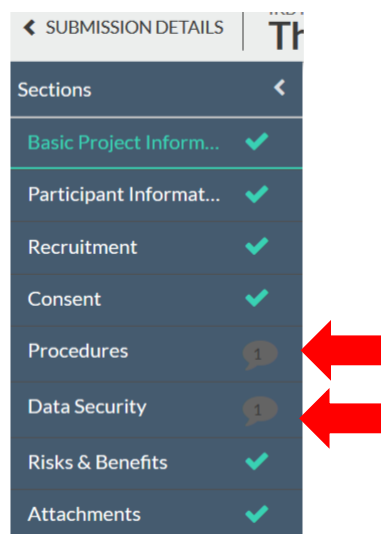 SUBMISSION DETAILS
Th
Sections
Basic Project Inform...
Participant Informat...
Recruitment
Consent
Procedures 1
Data Security 1
Risks & Benefits
Attachments